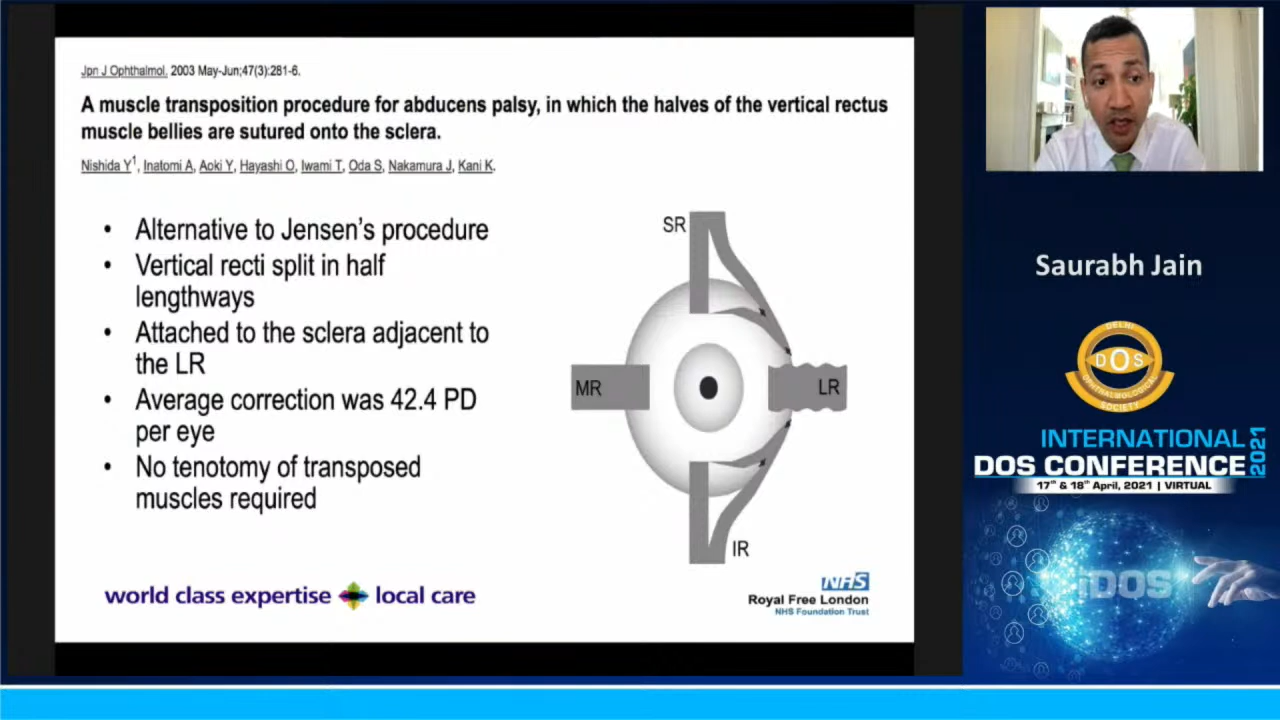 Jpn J Ophthalmol. 2003 May-Jun;47(3):281-6.
A muscle transposition procedure for abducens palsy, in which the halves of the vertical rectus
muscle bellies are sutured onto the sclera.
Nishida Y1, Inatomi A, Aoki Y, Hayashi O, Iwami T, Oda S, Nakamura J, Kani K.
• Alternative to Jensen's procedure
• Vertical recti split in half
lengthways
• Attached to the sclera adjacent to
the LR
• Average correction was 42.4 PD
per eye
• No tenotomy of transposed
muscles required
SR
MR
LR
IR
world class expertise local care
NHS
Royal Free London
NHS Foundation Trust
Saurabh Jain
DELHI
DOS
OPHTHALMOLOGICAL
SOCIETY
INTERNATIONAL
DOS CONFERENCE
2021
17th & 18th April, 2021 | VIRTUAL
iDOS